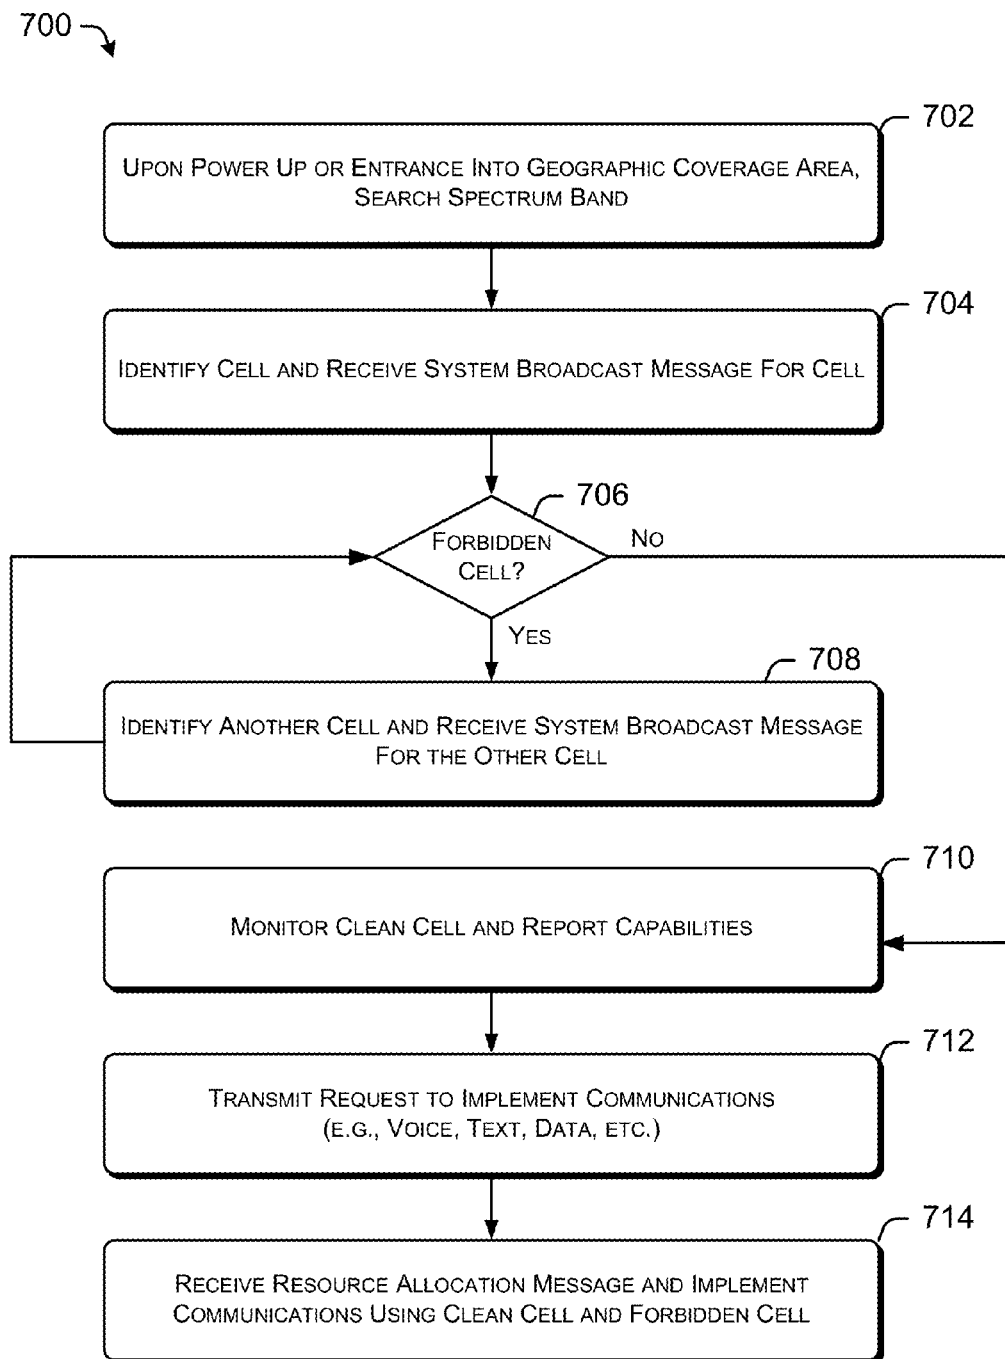 700
702
UPON POWER UP OR ENTRANCE INTO GEOGRAPHIC COVERAGE AREA,
SEARCH SPECTRUM BAND
704
IDENTIFY CELL AND RECEIVE SYSTEM BROADCAST MESSAGE FOR CELL
706
FORBIDDEN
CELL?
NO
YES
708
IDENTIFY ANOTHER CELL AND RECEIVE SYSTEM BROADCAST MESSAGE
FOR THE OTHER CELL
710
MONITOR CLEAN CELL AND REPORT CAPABILITIES
712
TRANSMIT REQUEST TO IMPLEMENT COMMUNICATIONS
(E.G., VOICE, TEXT, DATA, ETC.)
714
RECEIVE RESOURCE ALLOCATION MESSAGE AND IMPLEMENT
COMMUNICATIONS USING CLEAN CELL AND FORBIDDEN CELL